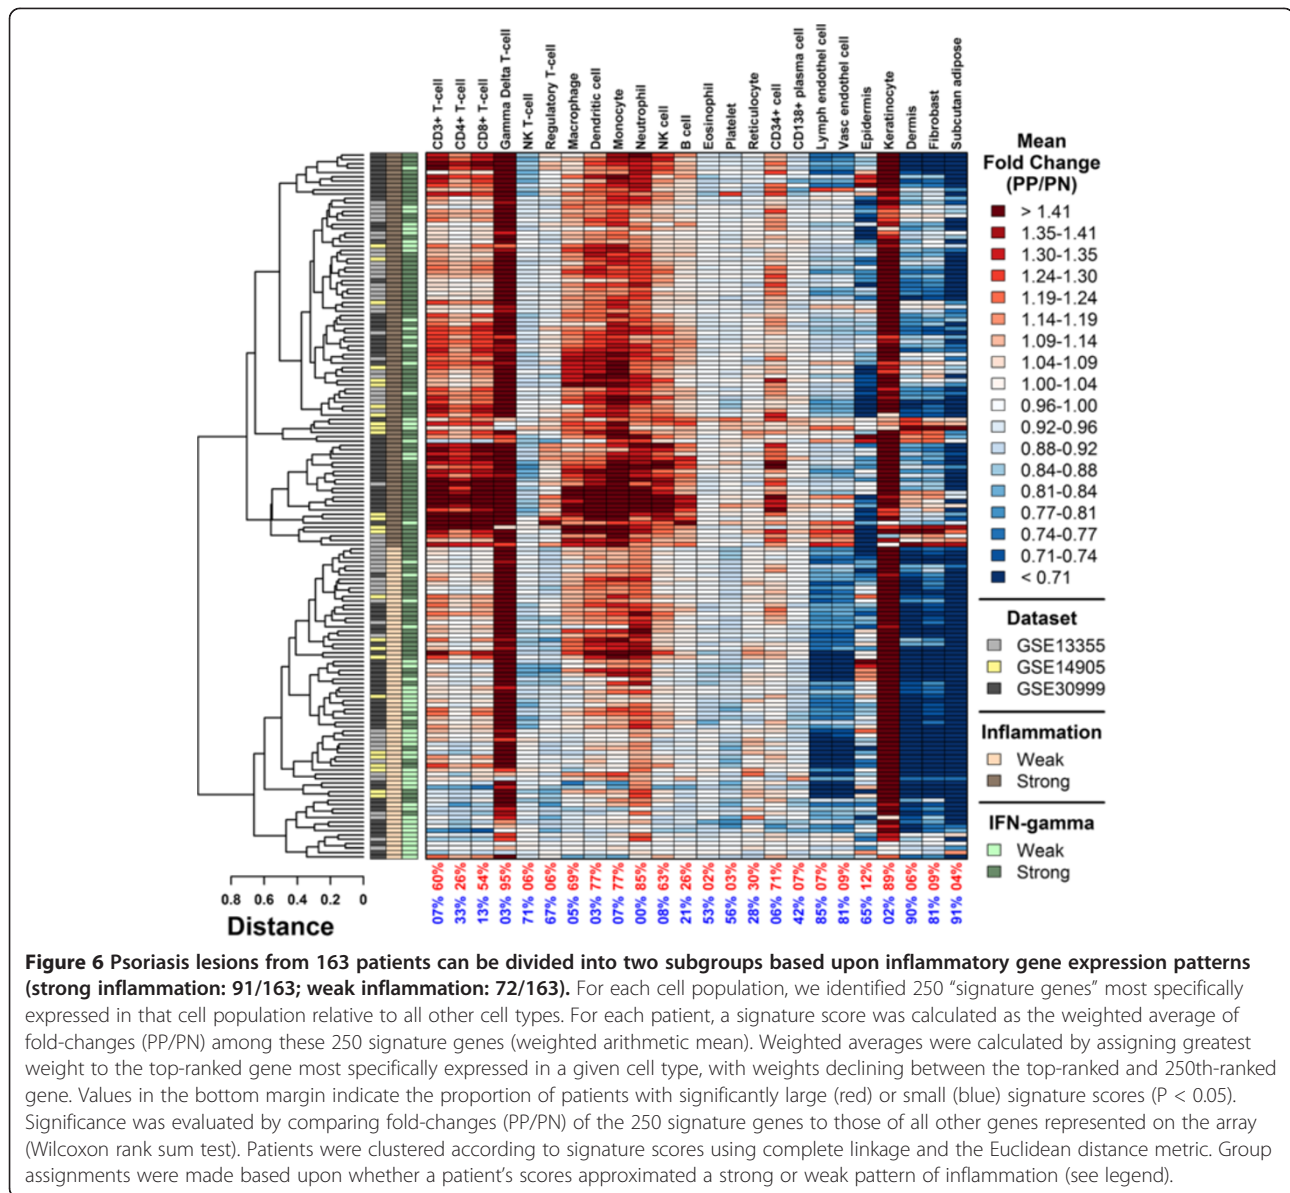 CD3+ T-cell
CD4+ T-cell
CD8+ T-cell
Gamma Delta T-cell
NK T-cell
Regulatory T-cell
Macrophage
Dendritic cell
Monocyte
Neutrophil
NK cell
B cell
Eosinophil
Platelet
Reticulocyte
CD34+ cell
CD138+ plasma cell
Lymph endothel cell
Vasc endothel cell
Epidermis
Keratinocyte
Dermis
Fibrobast
Subcutan adipose
Mean
Fold Change
(PP/PN)
> 1.41
1.35-1.41
1.30-1.35
1.24-1.30
1.19-1.24
1.14-1.19
1.09-1.14
1.04-1.09
1.00-1.04
0.96-1.00
0.92-0.96
0.88-0.92
0.84-0.88
0.81-0.84
0.77-0.81
0.74-0.77
0.71-0.74
< 0.71
Dataset
GSE13355
GSE14905
GSE30999
Inflammation
Weak
Strong
IFN-gamma
Weak
Strong
0.8 0.6 0.4 0.2 0
Distance
07% 60%
33% 26%
13% 54%
03% 95%
71% 06%
67% 06%
05% 69%
03% 77%
07% 77%
00% 85%
08% 63%
21% 26%
53% 02%
56% 03%
28% 30%
06% 71%
42% 07%
85% 07%
81% 09%
65% 12%
02% 89%
90% 06%
81% 09%
91% 04%
Figure 6 Psoriasis lesions from 163 patients can be divided into two subgroups based upon inflammatory gene expression patterns
(strong inflammation: 91/163; weak inflammation: 72/163). For each cell population, we identified 250 “signature genes” most specifically
expressed in that cell population relative to all other cell types. For each patient, a signature score was calculated as the weighted average of
fold-changes (PP/PN) among these 250 signature genes (weighted arithmetic mean). Weighted averages were calculated by assigning greatest
weight to the top-ranked gene most specifically expressed in a given cell type, with weights declining between the top-ranked and 250th-ranked
gene. Values in the bottom margin indicate the proportion of patients with significantly large (red) or small (blue) signature scores (P < 0.05).
Significance was evaluated by comparing fold-changes (PP/PN) of the 250 signature genes to those of all other genes represented on the array
(Wilcoxon rank sum test). Patients were clustered according to signature scores using complete linkage and the Euclidean distance metric. Group
assignments were made based upon whether a patient’s scores approximated a strong or weak pattern of inflammation (see legend).